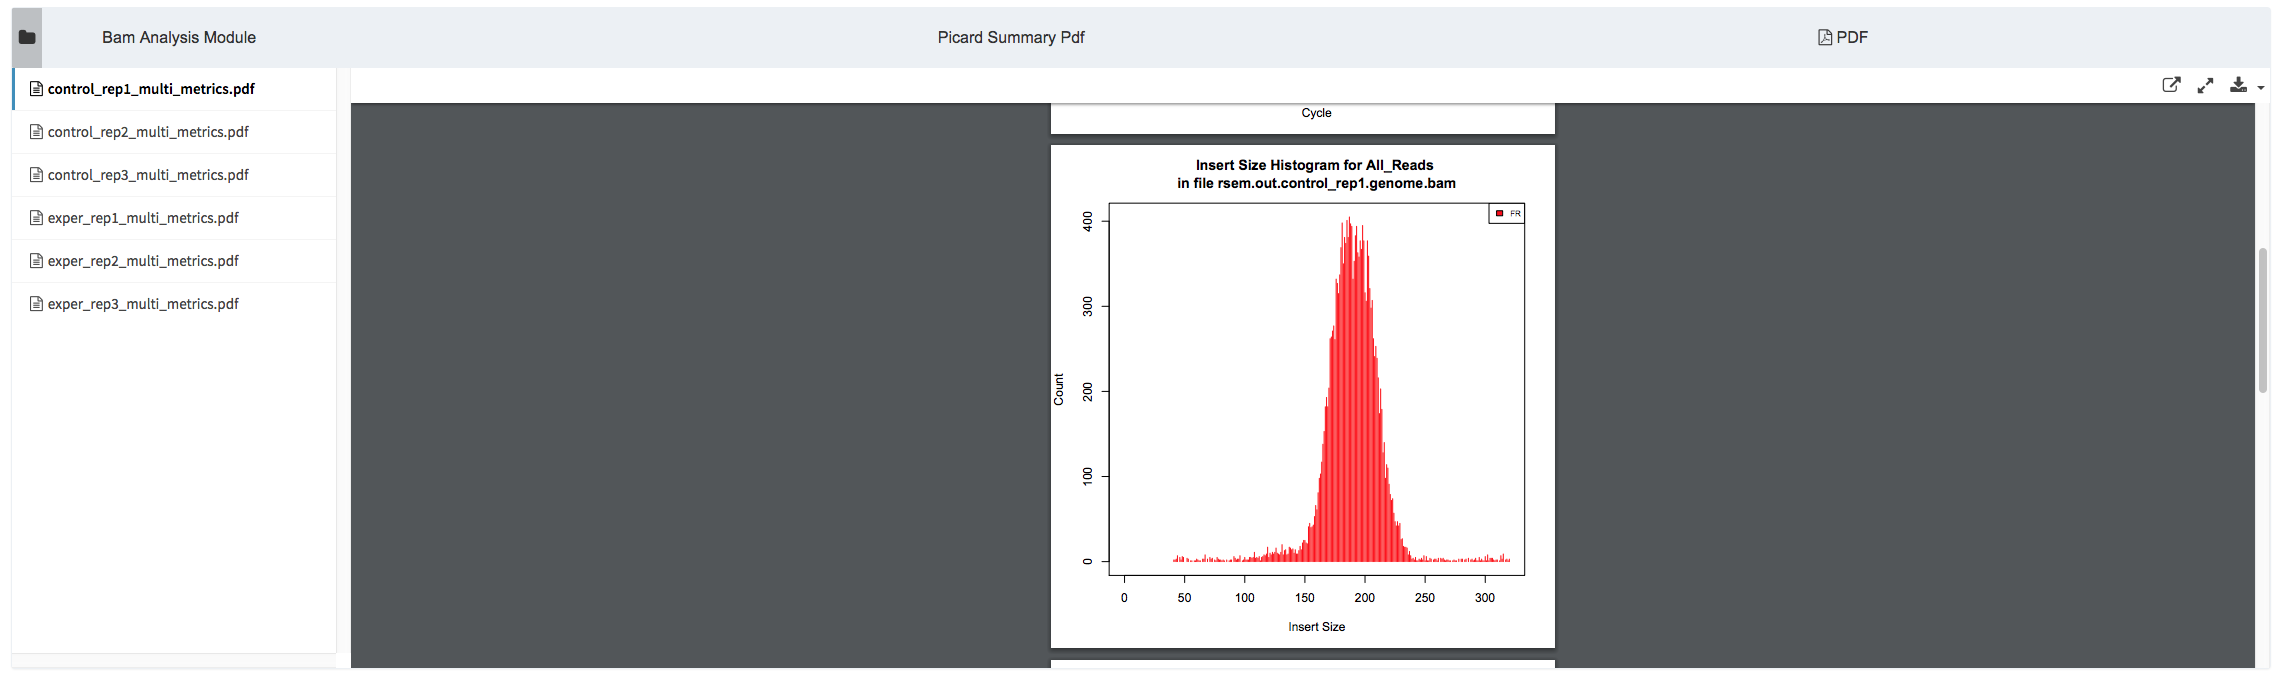 Bam Analysis Module
Picard Summary Pdf
PDF
control_rep1_multi_metrics.pdf
control_rep2_multi_metrics.pdf
control_rep3_multi_metrics.pdf
exper_rep1_multi_metrics.pdf
exper_rep2_multi_metrics.pdf
exper_rep3_multi_metrics.pdf
Cycle
Insert Size Histogram for All_Reads
in file rsem.out.control_rep1.genome.bam
FR
400
300
200
100
0
Count
0 50 100 150 200 250 300
Insert Size